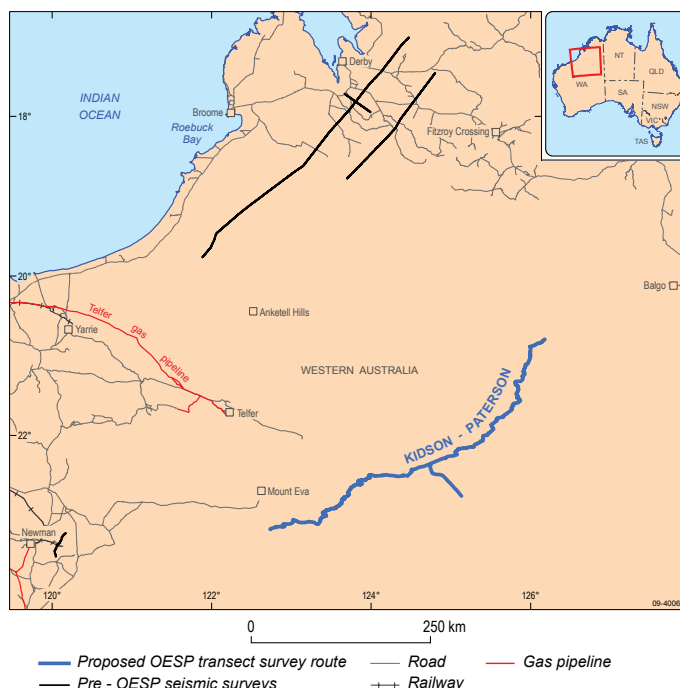 INDIAN
OCEAN
Derby
Broome
Roebuck
Bay
Fitzroy Crossing
NT
QLD
WA
SA
NSW
VIC
TAS
18°
20°
22°
Balgo
Anketell Hills
Telfer gas pipeline
Yarrie
WESTERN AUSTRALIA
Telfer
KIDSON - PATERSON
Mount Eva
Newman
120°
122°
124°
126°
09-4006
0
250 km
Proposed OESP transect survey route
Road
Gas pipeline
Pre - OESP seismic surveys
Railway